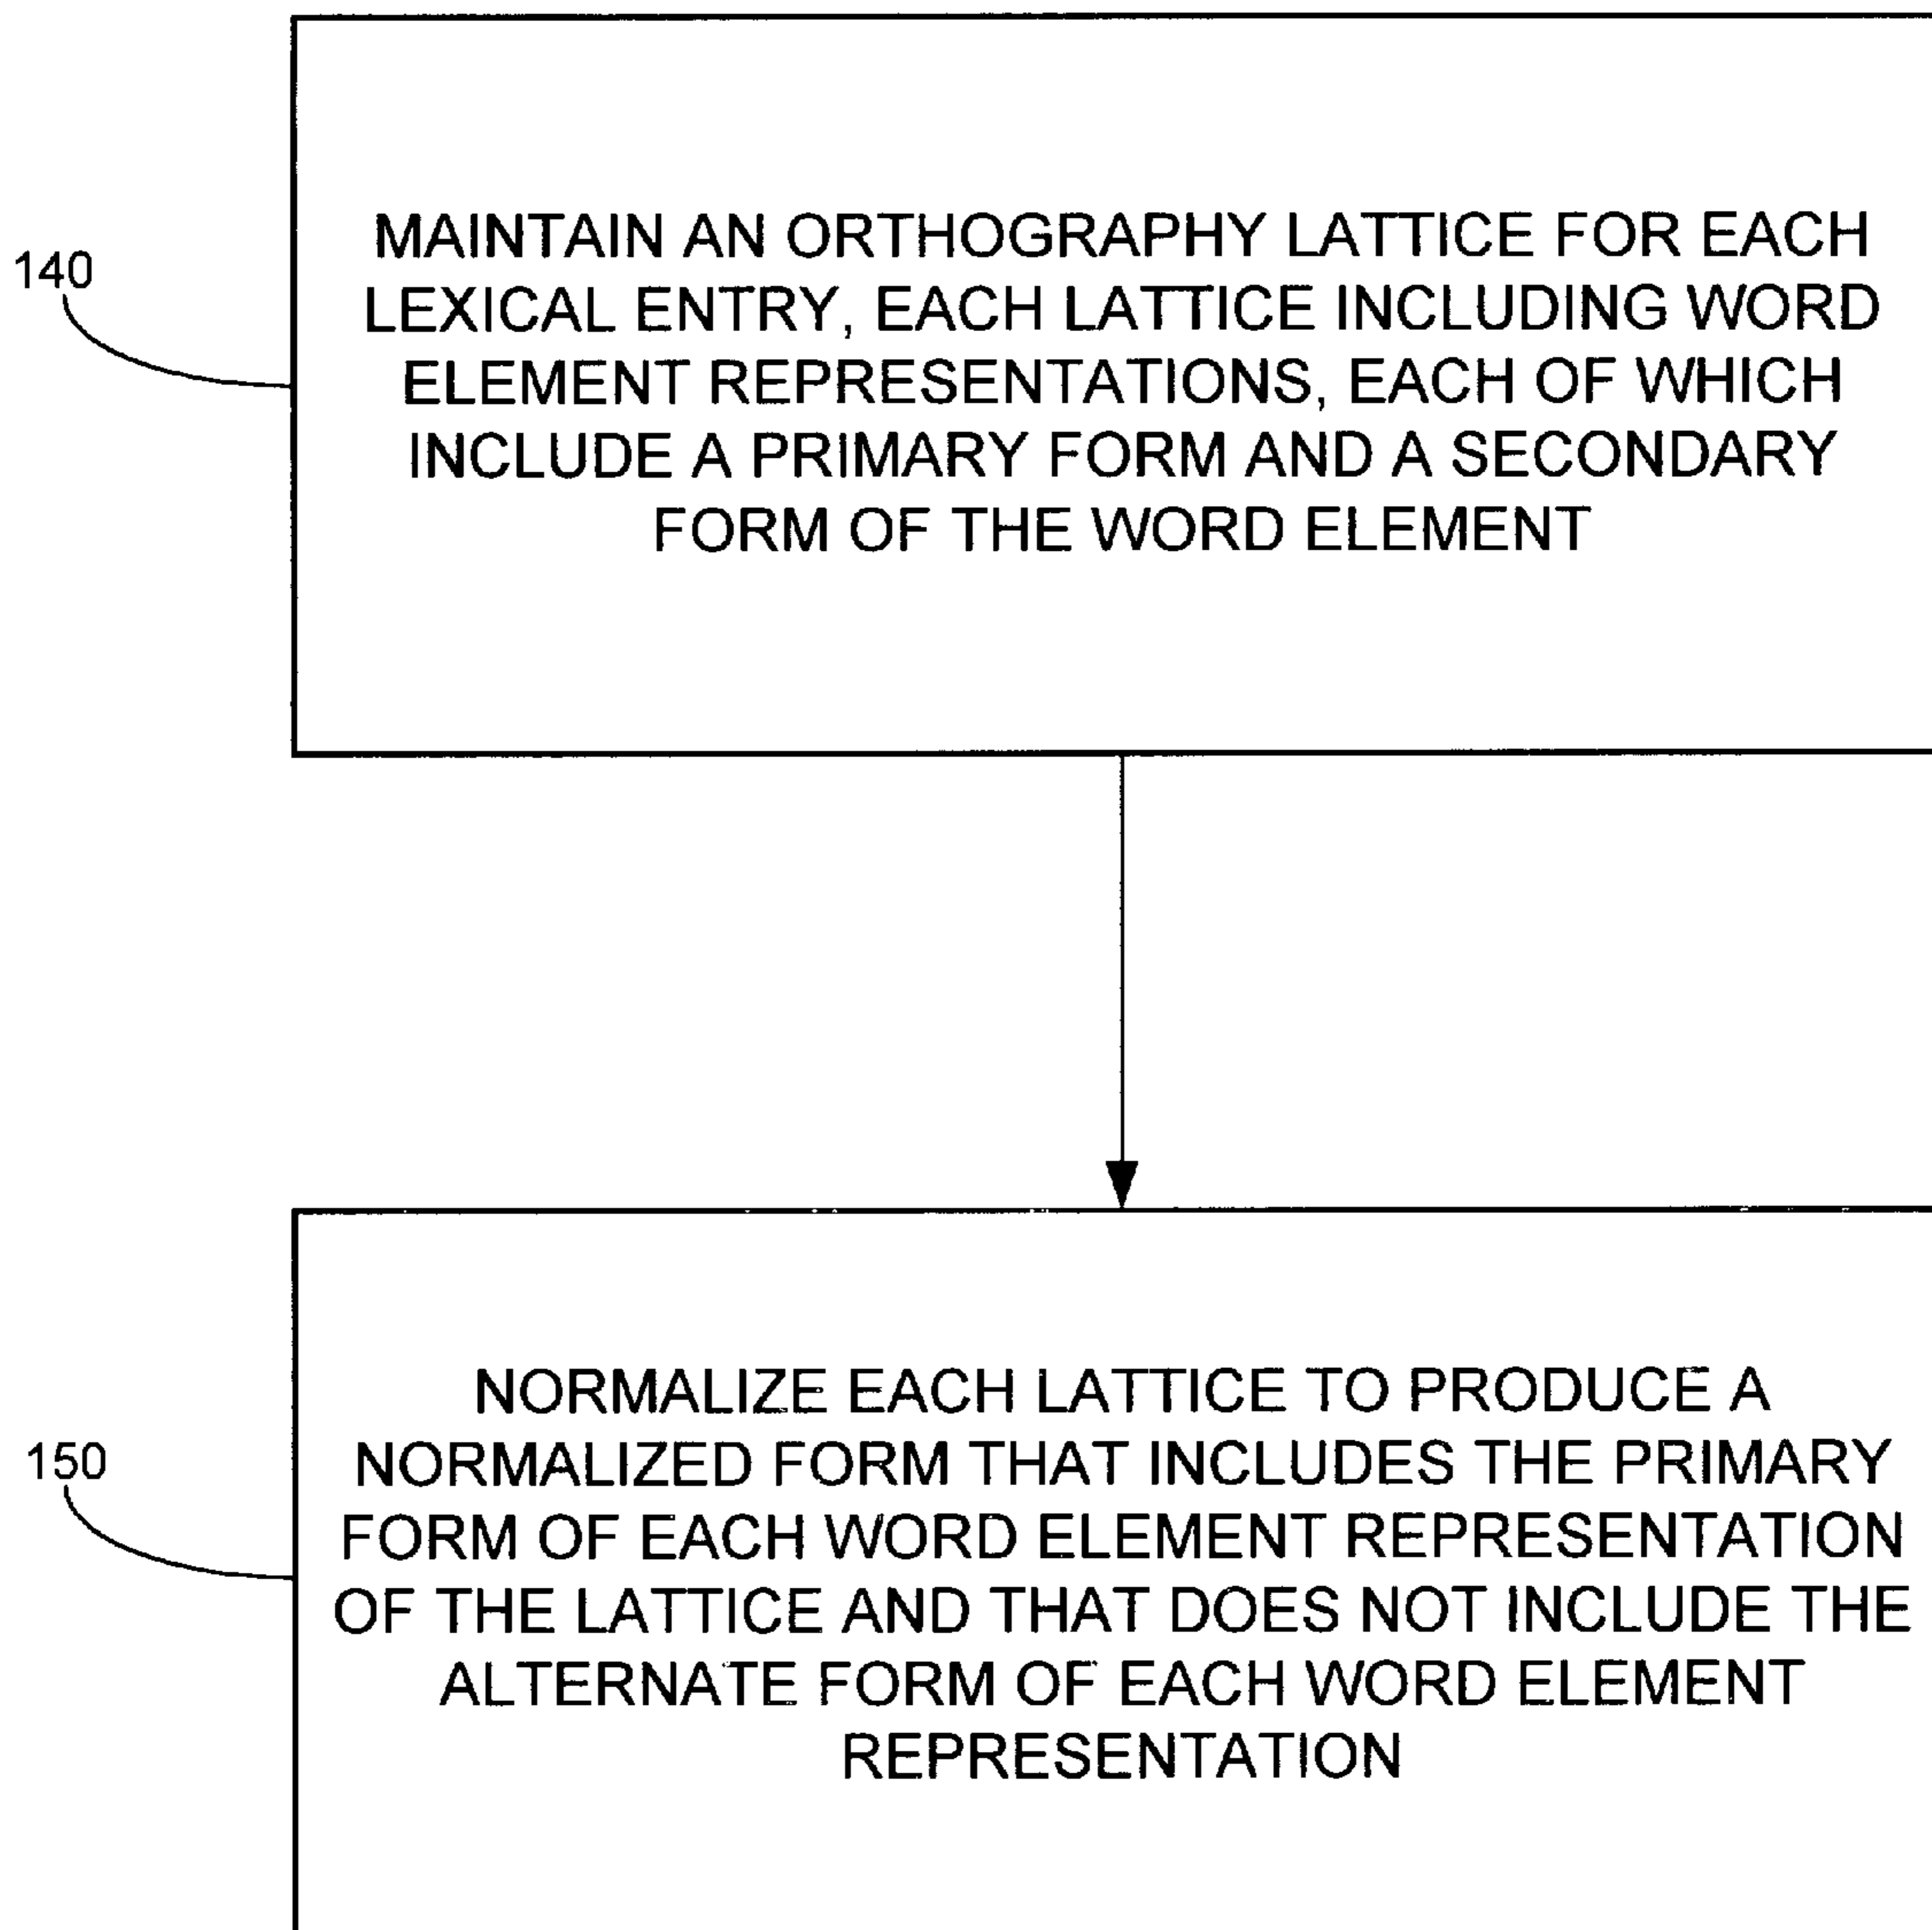 140
MAINTAIN AN ORTHOGRAPHY LATTICE FOR EACH
LEXICAL ENTRY, EACH LATTICE INCLUDING WORD
ELEMENT REPRESENTATIONS, EACH OF WHICH
INCLUDE A PRIMARY FORM AND A SECONDARY
FORM OF THE WORD ELEMENT
150
NORMALIZE EACH LATTICE TO PRODUCE A
NORMALIZED FORM THAT INCLUDES THE PRIMARY
FORM OF EACH WORD ELEMENT REPRESENTATION
OF THE LATTICE AND THAT DOES NOT INCLUDE THE
ALTERNATE FORM OF EACH WORD ELEMENT
REPRESENTATION